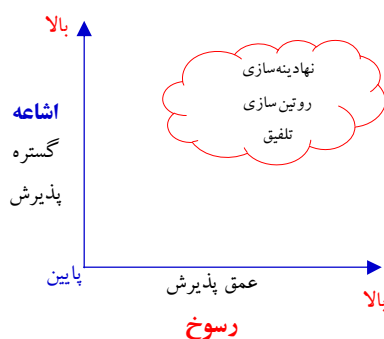 بالا
نهادینه‌سازی
روتین‌سازی
تلفیق
اشاعه
گستره
پذیرش
پایین
عمق پذیرش
بالا
رسوخ